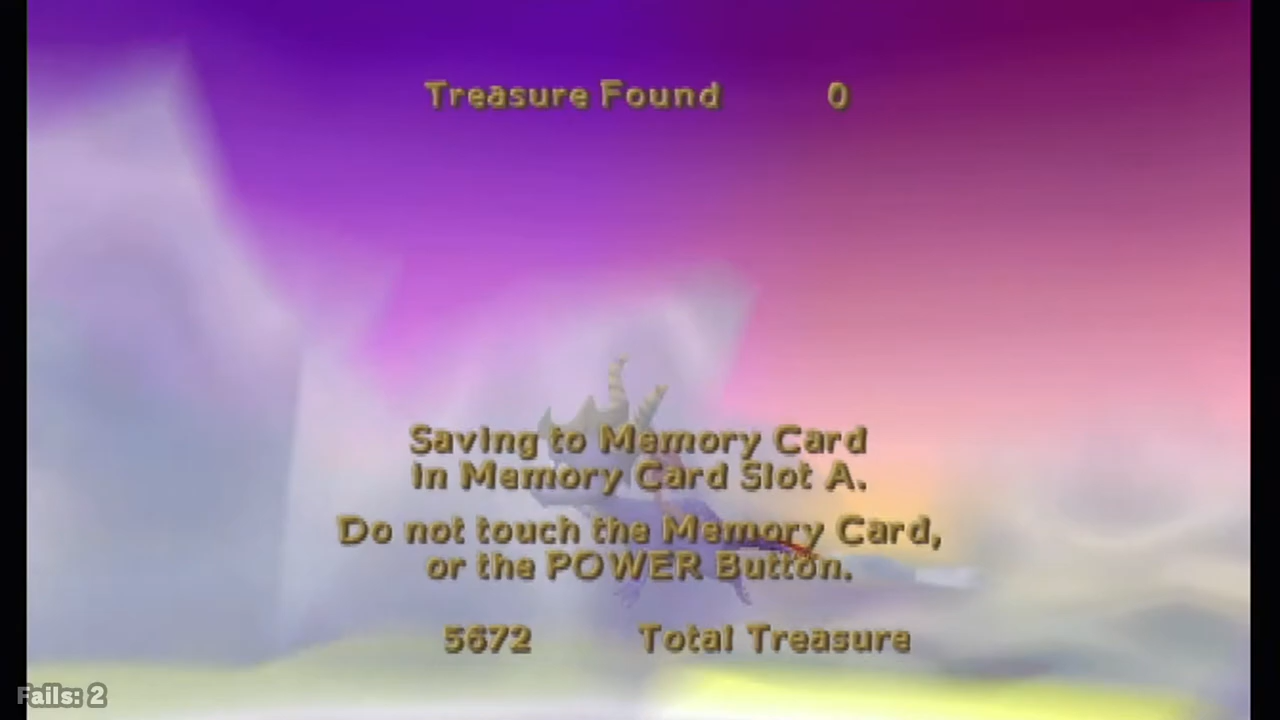 Treasure Found 0
Saving to Memory Card
in Memory Card Slot A.
Do not touch the Memory Card,
or the POWER Button.
5672 Total Treasure
Fails: 2